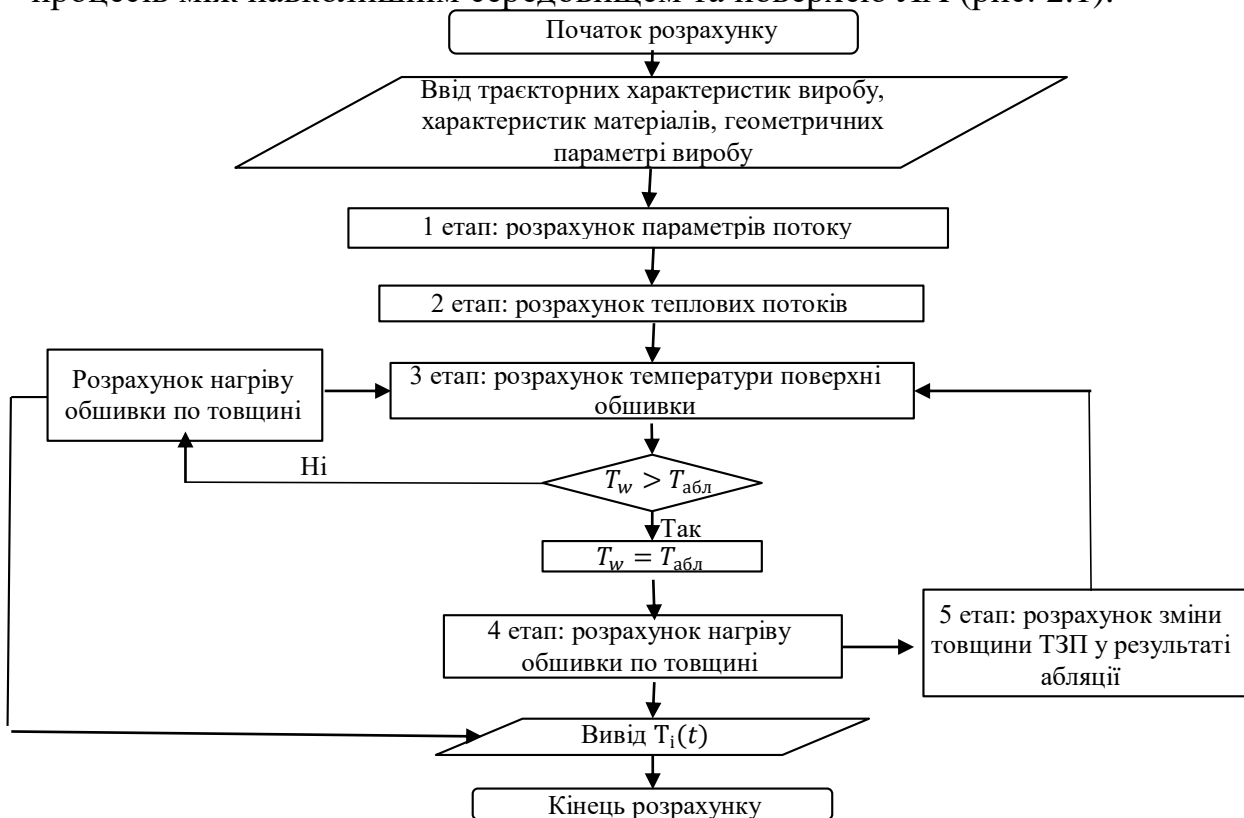 процесів між навколишнім середовищем та поверхнею ЛА (рис. 2.1).
Початок розрахунку
Ввід траєкторних характеристик виробу,
характеристик матеріалів, геометричних
параметрі виробу
1 етап: розрахунок параметрів потоку
2 етап: розрахунок теплових потоків
Розрахунок нагріву
обшивки по товщині
3 етап: розрахунок температури поверхні
обшивки
Ні
T_w > T_абл
Так
T_w = T_абл
4 етап: розрахунок нагріву
обшивки по товщині
5 етап: розрахунок зміни
товщини ТЗП у результаті
абляції
Вивід T_i(t)
Кінець розрахунку